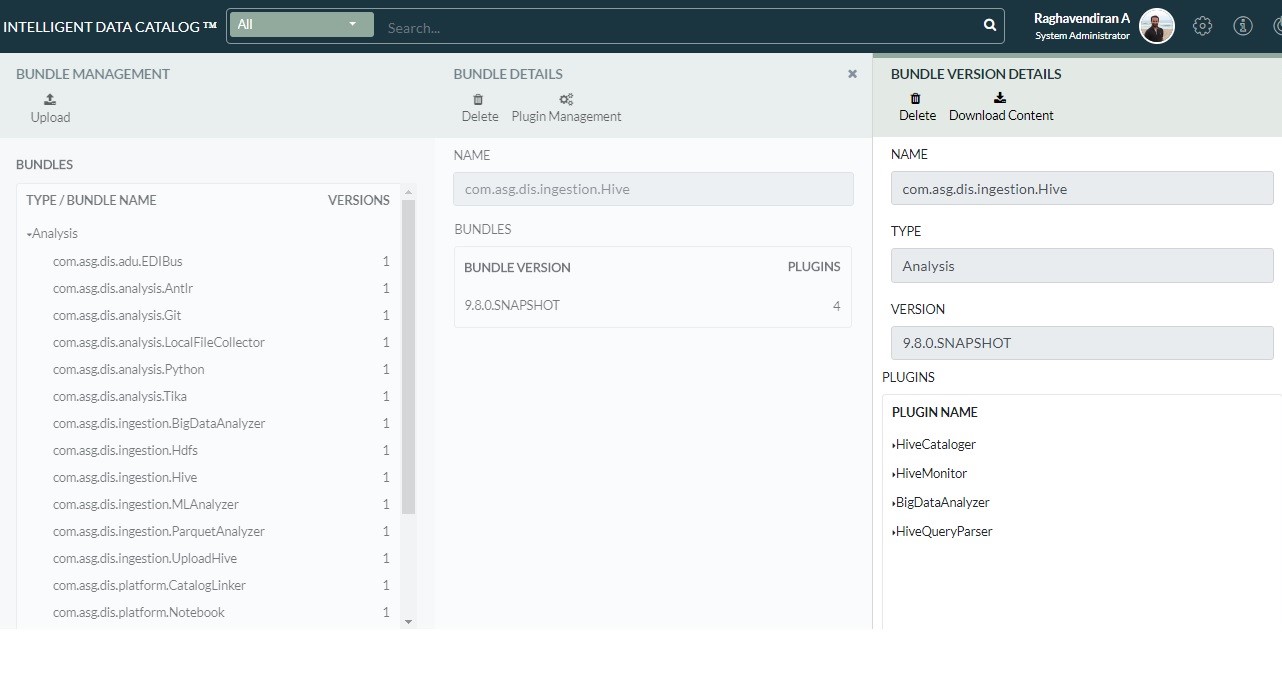 INTELLIGENT DATA CATALOG ™
All
Search...
Raghavendiran A
System Administrator
BUNDLE MANAGEMENT
Upload
BUNDLES
TYPE / BUNDLE NAME VERSIONS
Analysis
com.asg.dis.adu.EDIBus 1
com.asg.dis.analysis.Antlr 1
com.asg.dis.analysis.Git 1
com.asg.dis.analysis.LocalFileCollector 1
com.asg.dis.analysis.Python 1
com.asg.dis.analysis.Tika 1
com.asg.dis.ingestion.BigDataAnalyzer 1
com.asg.dis.ingestion.Hdfs 1
com.asg.dis.ingestion.Hive 1
com.asg.dis.ingestion.MLAnalyzer 1
com.asg.dis.ingestion.ParquetAnalyzer 1
com.asg.dis.ingestion.UploadHive 1
com.asg.dis.platform.CatalogLinker 1
com.asg.dis.platform.Notebook 1
BUNDLE DETAILS
Delete Plugin Management
NAME
com.asg.dis.ingestion.Hive
BUNDLES
BUNDLE VERSION PLUGINS
9.8.0.SNAPSHOT 4
BUNDLE VERSION DETAILS
Delete Download Content
NAME
com.asg.dis.ingestion.Hive
TYPE
Analysis
VERSION
9.8.0.SNAPSHOT
PLUGINS
PLUGIN NAME
HiveCataloger
HiveMonitor
BigDataAnalyzer
HiveQueryParser